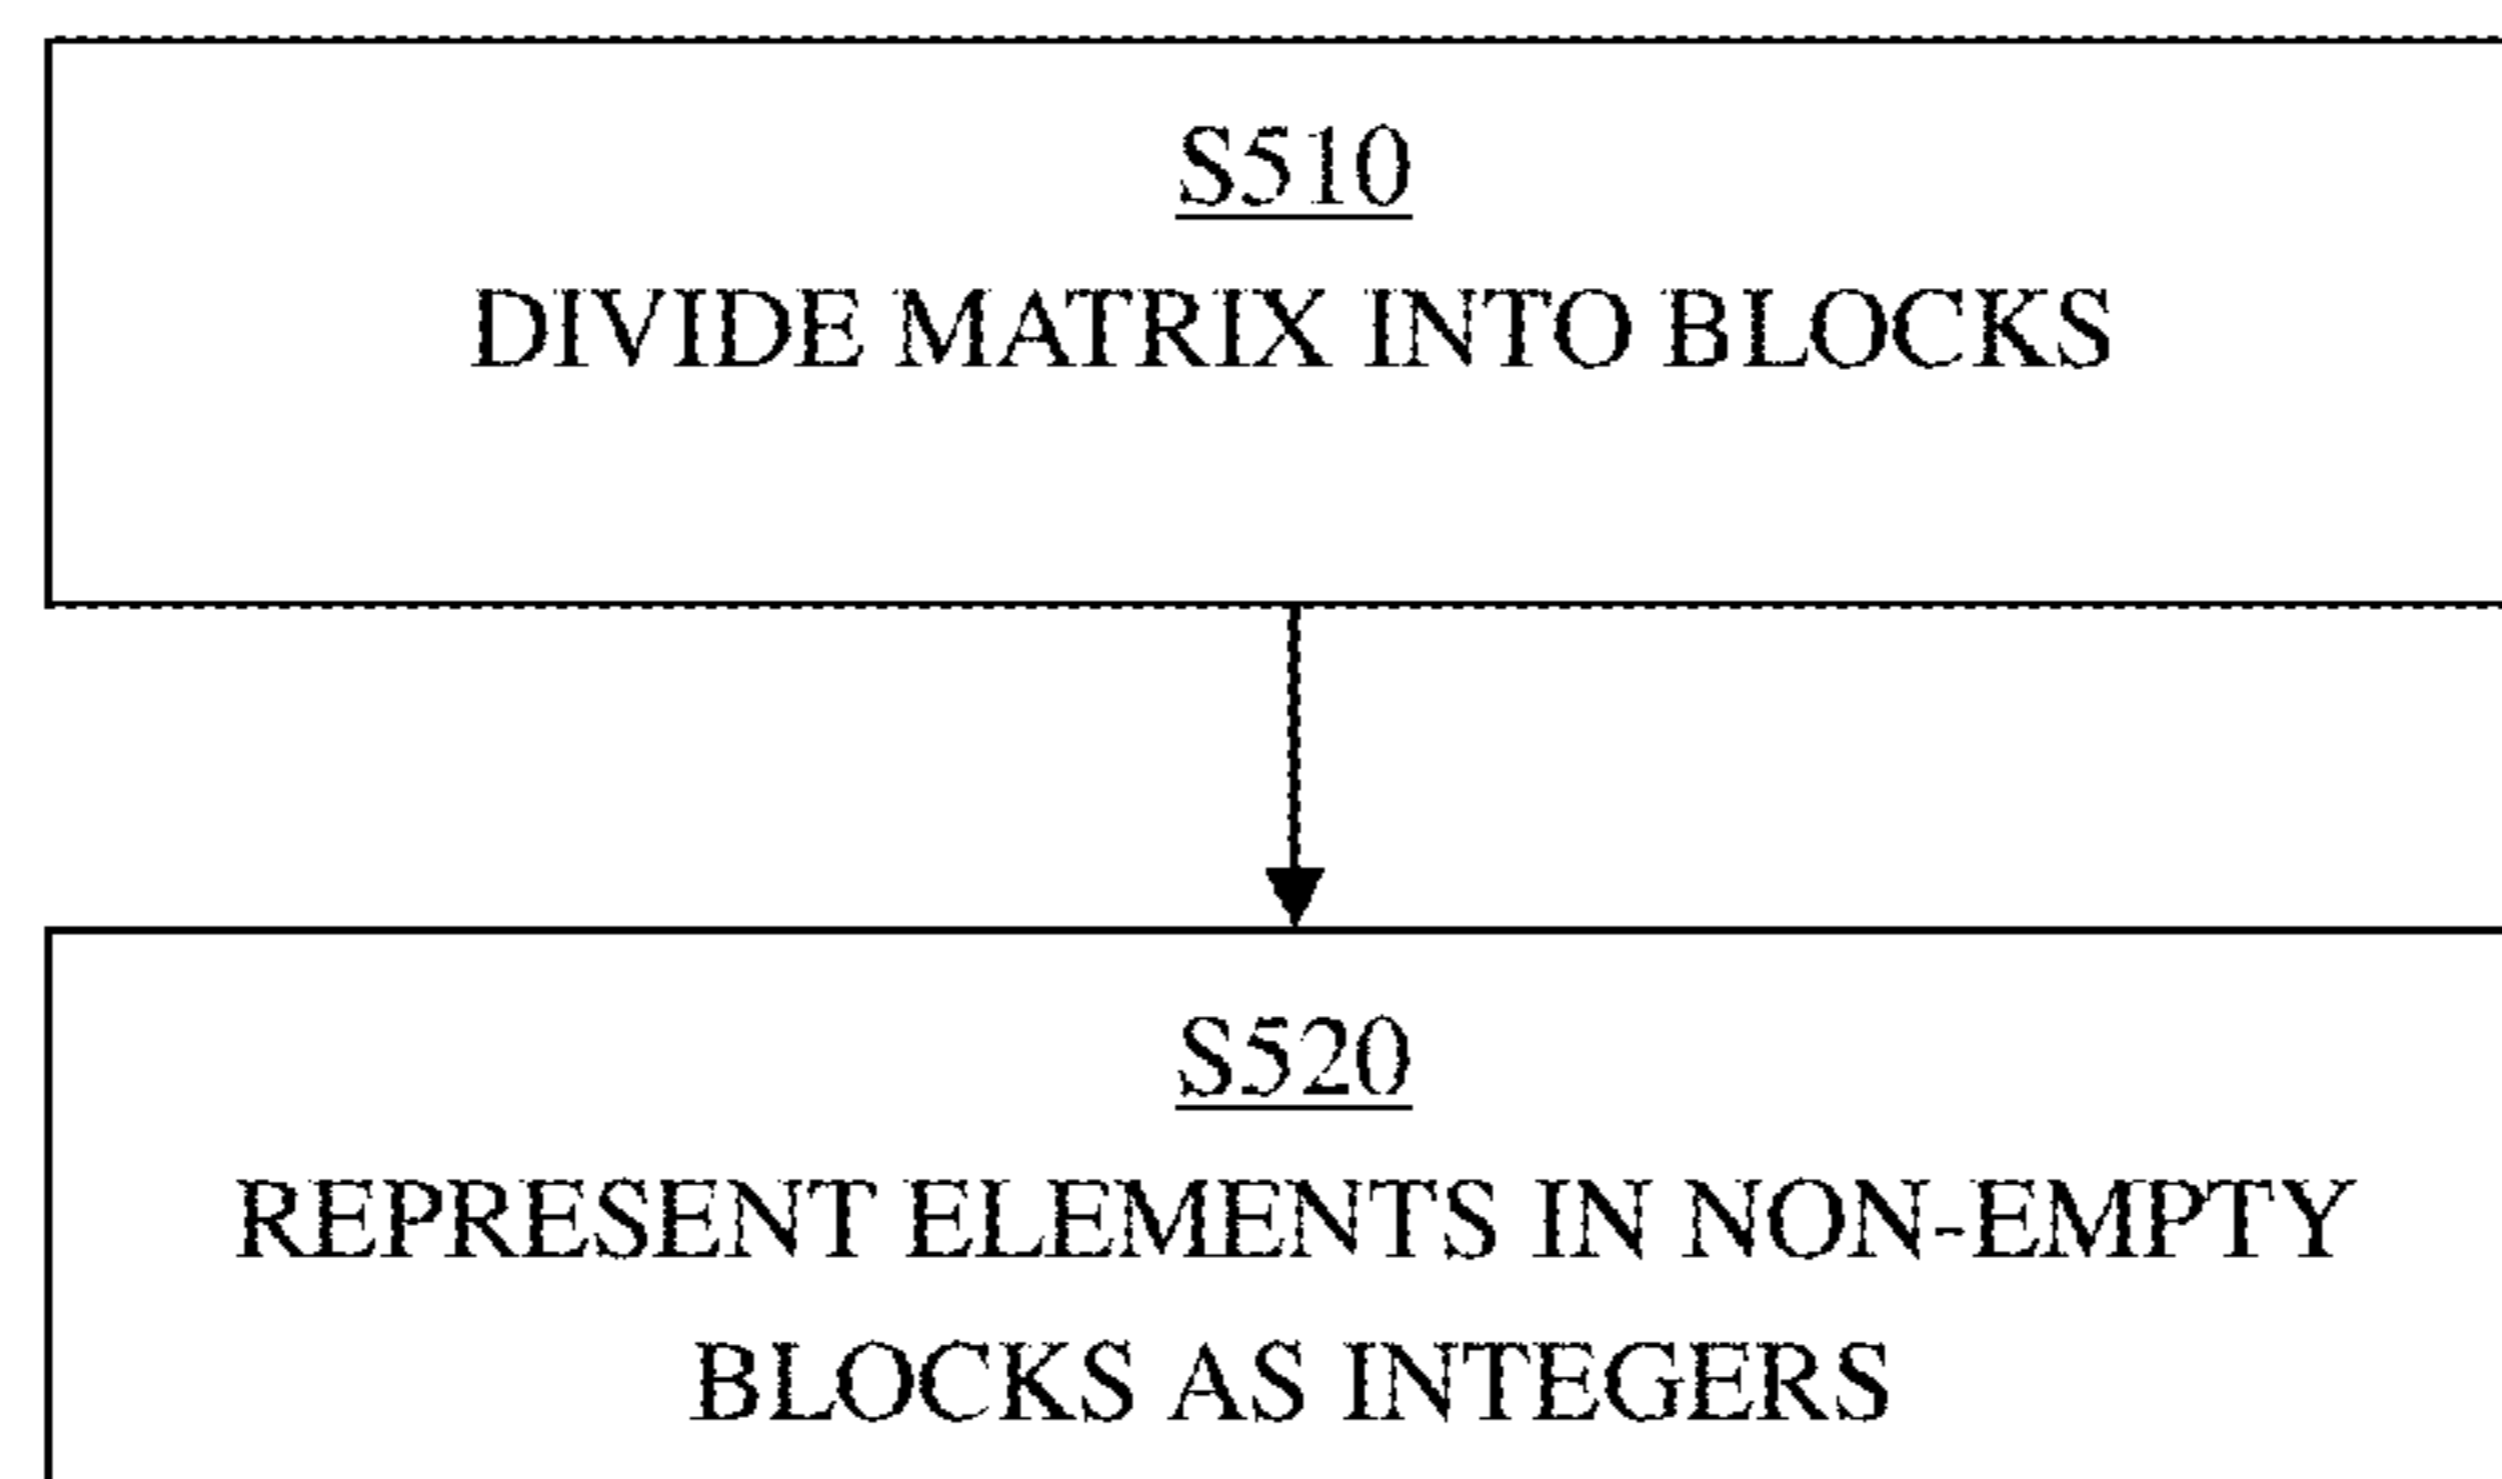 S510
DIVIDE MATRIX INTO BLOCKS
S520
REPRESENT ELEMENTS IN NON-EMPTY
BLOCKS AS INTEGERS